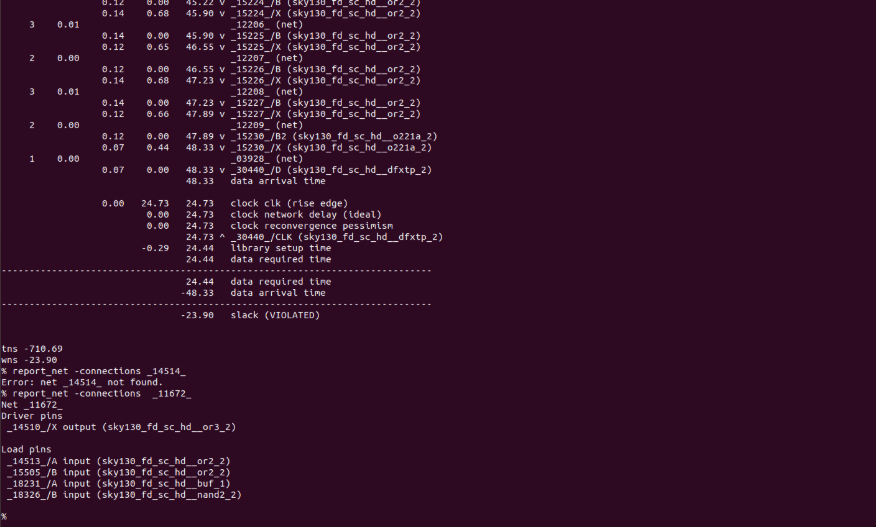 0.12 0.00 45.22 v _15224_/B (sky130_fd_sc_hd__or2_2)
0.14 0.68 45.90 v _15224_/X (sky130_fd_sc_hd__or2_2)
3 0.01 _12206_ (net)
0.14 0.00 45.90 v _15225_/B (sky130_fd_sc_hd__or2_2)
0.12 0.65 46.55 v _15225_/X (sky130_fd_sc_hd__or2_2)
2 0.00 _12207_ (net)
0.12 0.00 46.55 v _15226_/B (sky130_fd_sc_hd__or2_2)
0.14 0.68 47.23 v _15226_/X (sky130_fd_sc_hd__or2_2)
3 0.01 _12208_ (net)
0.14 0.00 47.23 v _15227_/B (sky130_fd_sc_hd__or2_2)
0.12 0.66 47.89 v _15227_/X (sky130_fd_sc_hd__or2_2)
2 0.00 _12209_ (net)
0.12 0.00 47.89 v _15230_/B2 (sky130_fd_sc_hd__o221a_2)
0.07 0.44 48.33 v _15230_/X (sky130_fd_sc_hd__o221a_2)
1 0.00 _03928_ (net)
0.07 0.00 48.33 v _30440_/D (sky130_fd_sc_hd__dfxtp_2)
48.33 data arrival time
0.00 24.73 24.73 clock clk (rise edge)
0.00 24.73 clock network delay (ideal)
0.00 24.73 clock reconvergence pessimism
24.73 ^ _30440_/CLK (sky130_fd_sc_hd__dfxtp_2)
-0.29 24.44 library setup time
24.44 data required time
-----------------------------------------------------------------------------
24.44 data required time
-48.33 data arrival time
-----------------------------------------------------------------------------
-23.90 slack (VIOLATED)
tns -710.69
wns -23.90
% report_net -connections _14514_
Error: net _14514_ not found.
% report_net -connections  _11672_
Net _11672_
Driver pins
_14510_/X output (sky130_fd_sc_hd__or3_2)
Load pins
_14513_/A input (sky130_fd_sc_hd__or2_2)
_15505_/B input (sky130_fd_sc_hd__or2_2)
_18231_/A input (sky130_fd_sc_hd__buf_1)
_18326_/B input (sky130_fd_sc_hd__nand2_2)
%